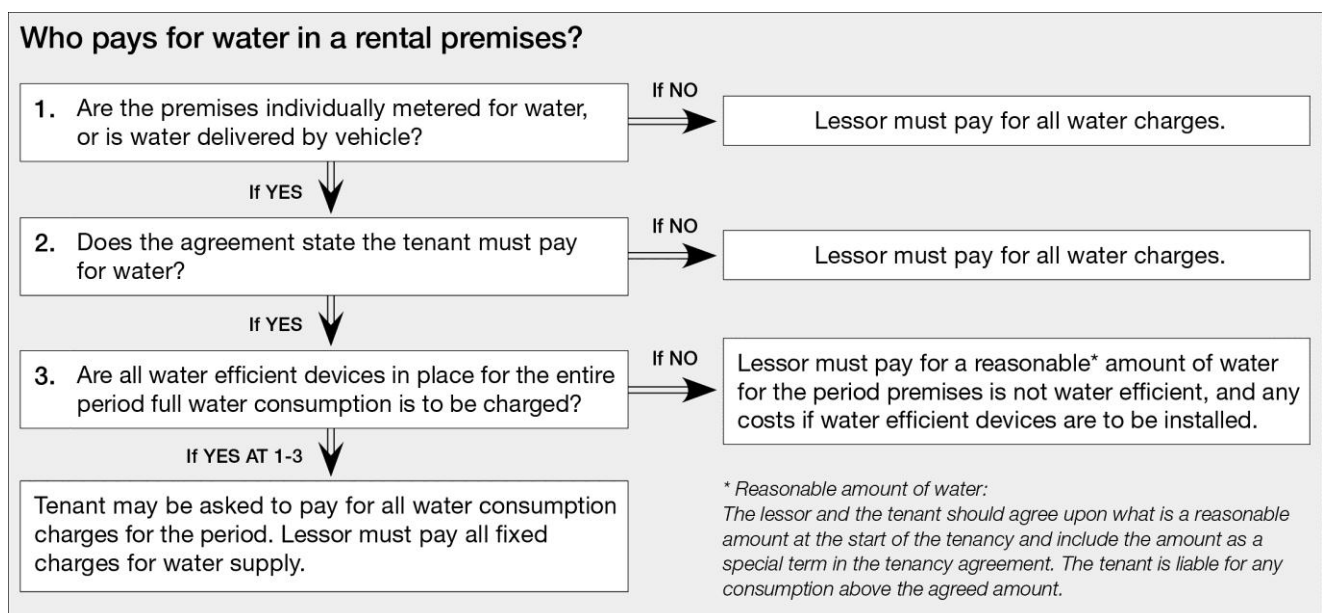 Who pays for water in a rental premises?
1. Are the premises individually metered for water,
or is water delivered by vehicle?
If NO
Lessor must pay for all water charges.
If YES
2. Does the agreement state the tenant must pay
for water?
If NO
Lessor must pay for all water charges.
If YES
3. Are all water efficient devices in place for the entire
period full water consumption is to be charged?
If NO
Lessor must pay for a reasonable* amount of water
for the period premises is not water efficient, and any
costs if water efficient devices are to be installed.
If YES AT 1-3
Tenant may be asked to pay for all water consumption
charges for the period. Lessor must pay all fixed
charges for water supply.
* Reasonable amount of water:
The lessor and the tenant should agree upon what is a reasonable
amount at the start of the tenancy and include the amount as a
special term in the tenancy agreement. The tenant is liable for any
consumption above the agreed amount.